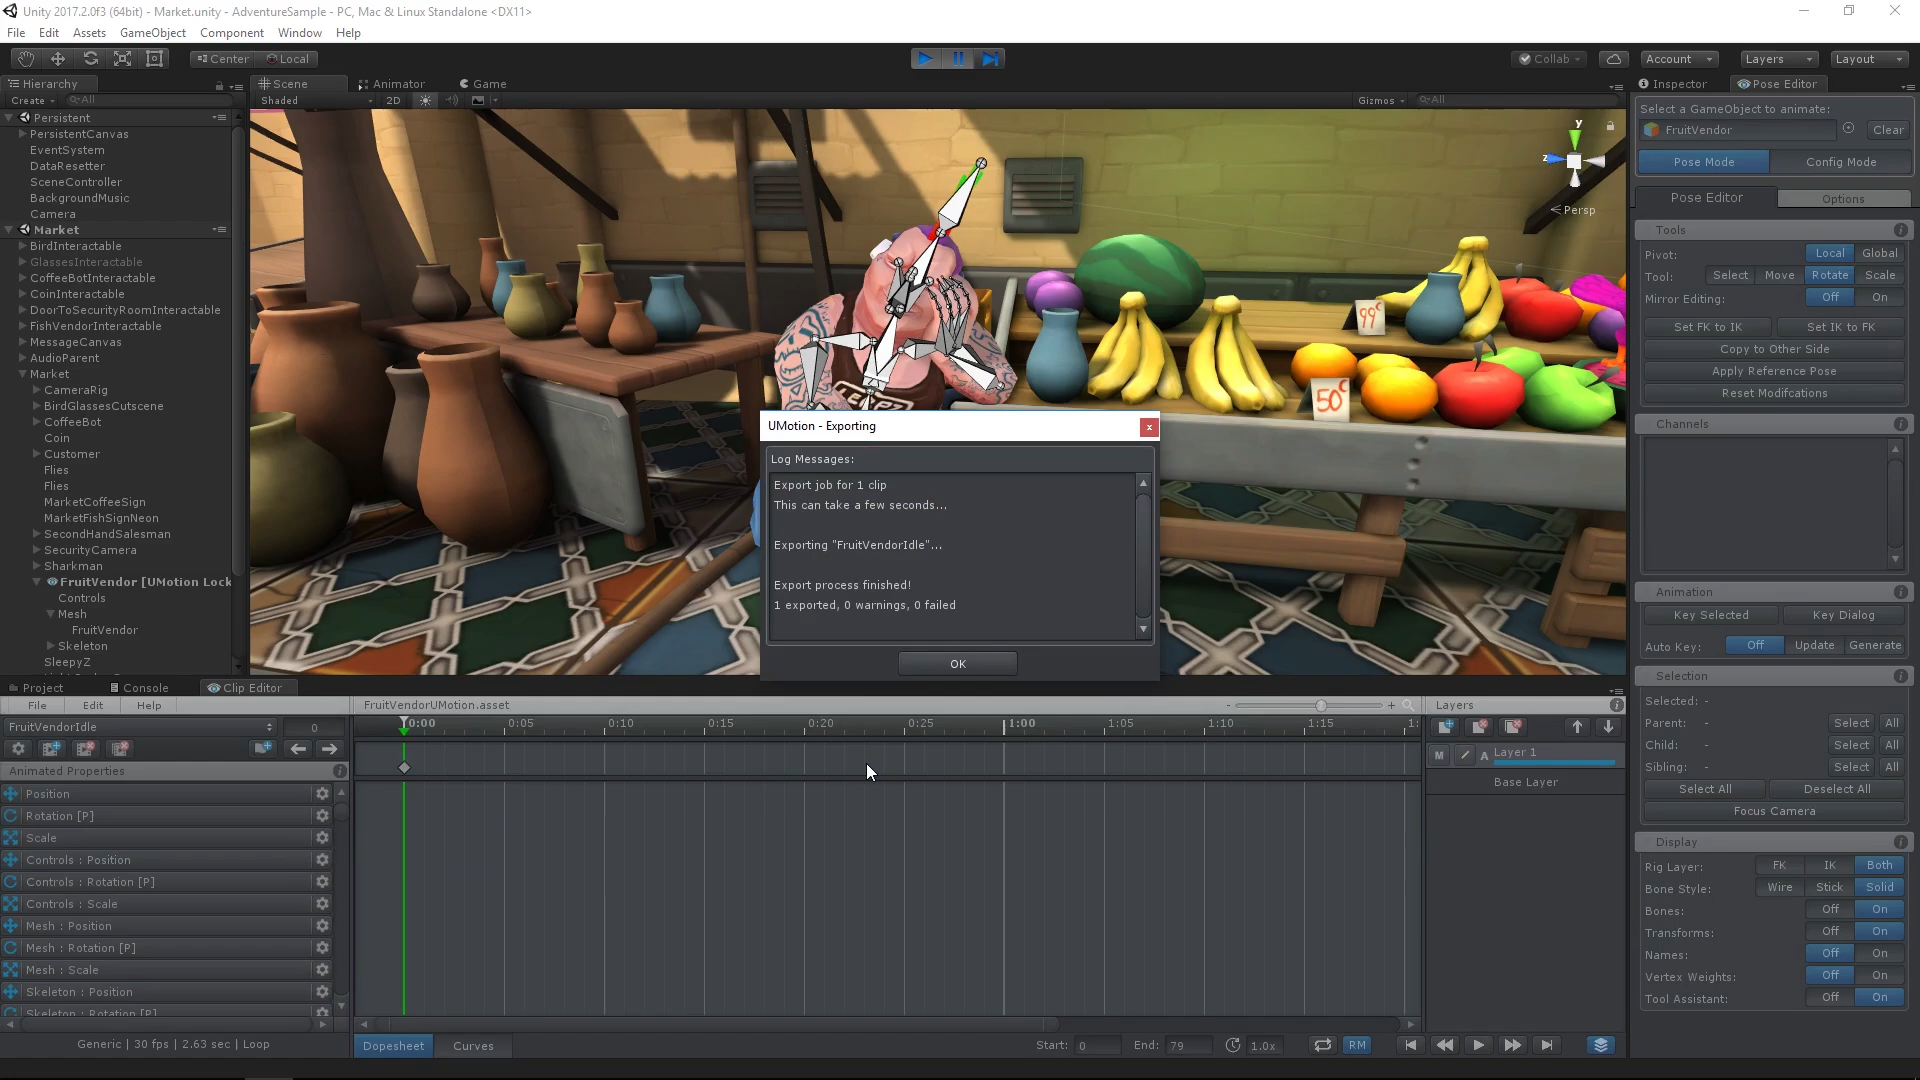 Unity 2017.2.0f3 (64bit) - Market.unity - AdventureSample - PC, Mac & Linux Standalone <DX11>
File Edit Assets GameObject Component Window Help
Center Local
Collab Account Layers Layout
Hierarchy
Create All
Persistent
PersistentCanvas
EventSystem
DataResetter
SceneController
BackgroundMusic
Camera
Market
BirdInteractable
GlassesInteractable
CoffeeBotInteractable
CoinInteractable
DoorToSecurityRoomInteractable
FishVendorInteractable
MessageCanvas
AudioParent
Market
CameraRig
BirdGlassesCutscene
CoffeeBot
Coin
Customer
Flies
Flies
MarketCoffeeSign
MarketFishSignNeon
SecondHandSalesman
SecurityCamera
Sharkman
FruitVendor [UMotion Lock
Controls
Mesh
FruitVendor
Skeleton
SleepyZ
Scene Animator Game
Shaded 2D Gizmos All
y
z
Persp
99¢
50¢
UMotion - Exporting
x
Log Messages:
Export job for 1 clip
This can take a few seconds...
Exporting "FruitVendorIdle"...
Export process finished!
1 exported, 0 warnings, 0 failed
OK
Inspector Pose Editor
Select a GameObject to animate:
FruitVendor Clear
Pose Mode Config Mode
Pose Editor Options
Tools
Pivot: Local Global
Tool: Select Move Rotate Scale
Mirror Editing: Off On
Set FK to IK Set IK to FK
Copy to Other Side
Apply Reference Pose
Reset Modifcations
Channels
Animation
Key Selected Key Dialog
Auto Key: Off Update Generate
Selection
Selected: -
Parent: - Select All
Child: - Select All
Sibling: - Select All
Select All Deselect All
Focus Camera
Display
Rig Layer: FK IK Both
Bone Style: Wire Stick Solid
Bones: Off On
Transforms: Off On
Names: Off On
Vertex Weights: Off On
Tool Assistant: Off On
Project Console Clip Editor
File Edit Help
FruitVendorIdle 0
Animated Properties
Position
Rotation [P]
Scale
Controls : Position
Controls : Rotation [P]
Controls : Scale
Mesh : Position
Mesh : Rotation [P]
Mesh : Scale
Skeleton : Position
Skeleton : Rotation [P]
Generic | 30 fps | 2.63 sec | Loop
FruitVendorUMotion.asset - +
0:00 0:05 0:10 0:15 0:20 0:25 1:00 1:05 1:10 1:15 1:
Dopesheet Curves
Start: 0 End: 79 1.0x RM
Layers
M A Layer 1
Base Layer